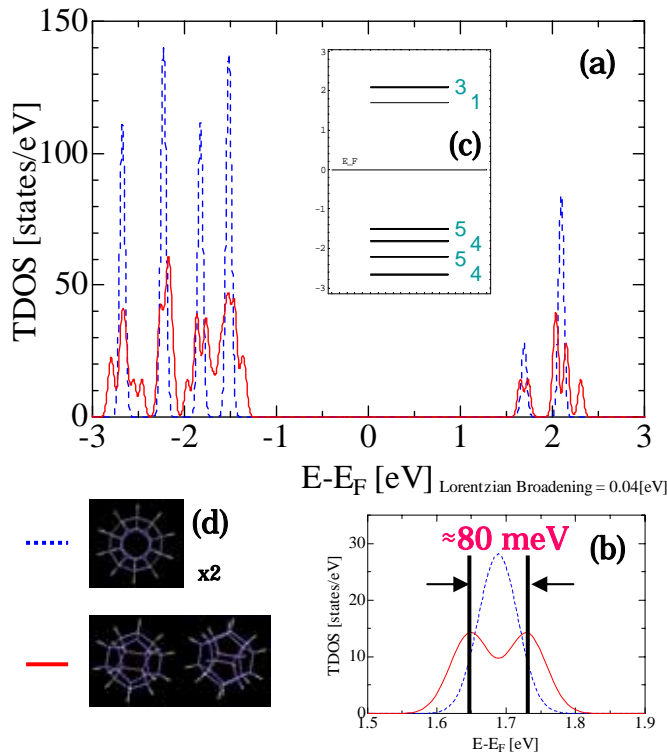 (a)
TDOS [states/eV]
150
100
50
0
-3
-2
-1
0
1
2
3
E-E_F [eV]
Lorentzian Broadening = 0.04[eV]
3
2
1
0
-1
-2
-3
E_F
(c)
3
1
5
4
5
4
(d)
x2
(b)
≈80 meV
TDOS [states/eV]
30
20
10
0
1.5
1.6
1.7
1.8
1.9
E-E_F [eV]